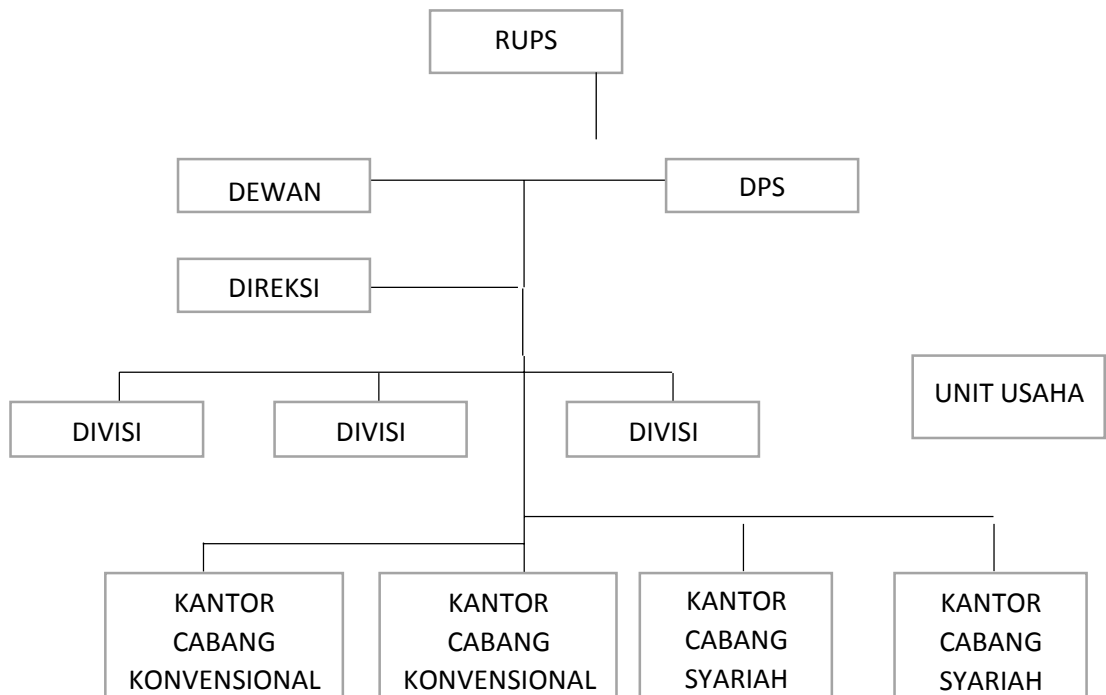 RUPS
DEWAN
DPS
DIREKSI
UNIT USAHA
DIVISI
DIVISI
DIVISI
KANTOR
CABANG
KONVENSIONAL
KANTOR
CABANG
KONVENSIONAL
KANTOR
CABANG
SYARIAH
KANTOR
CABANG
SYARIAH